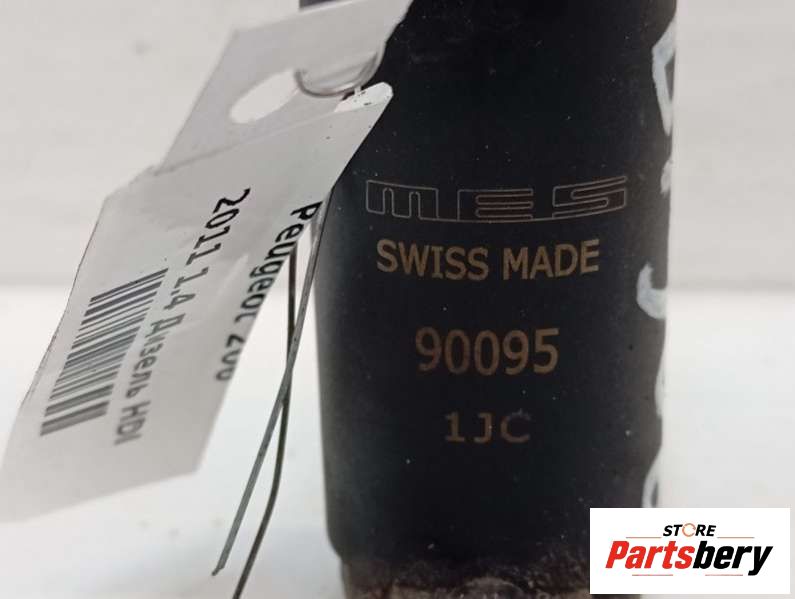 Peugeot 206
2011 1,4 Дизель HDI
MES
SWISS MADE
90095
1JC
STORE
Partsbery